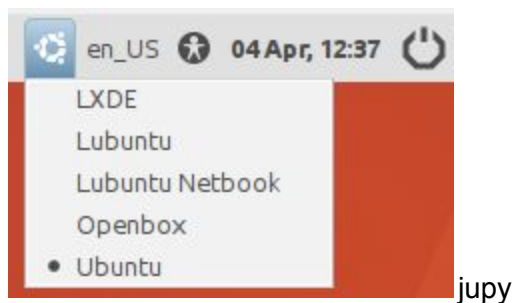 en_US 04 Apr, 12:37
LXDE
Lubuntu
Lubuntu Netbook
Openbox
Ubuntu
jupy